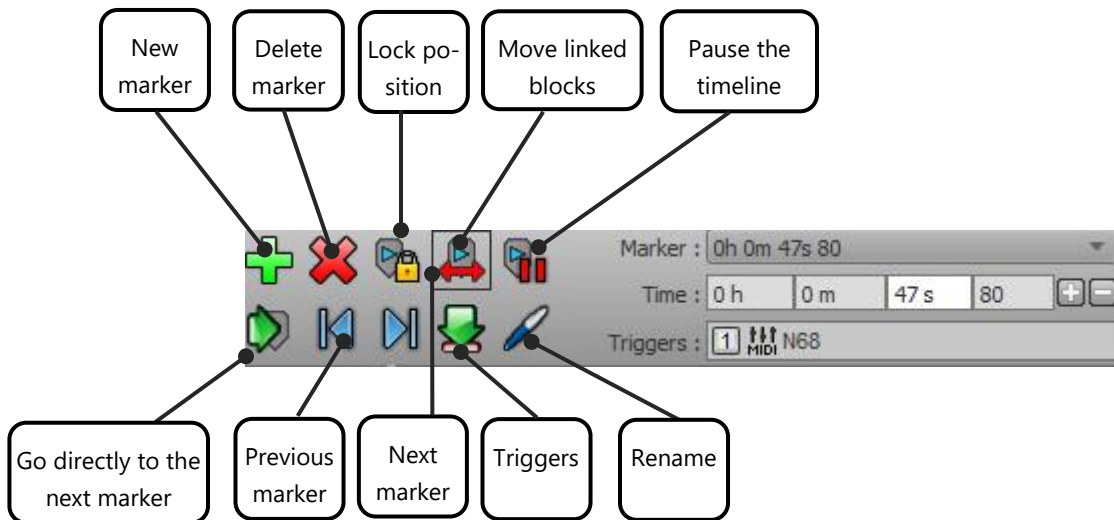 New
marker
Delete
marker
Lock po-
sition
Move linked
blocks
Pause the
timeline
Marker : 0h 0m 47s 80
Time : 0 h 0 m 47 s 80
Triggers : 1 MIDI N68
Go directly to the
next marker
Previous
marker
Next
marker
Triggers
Rename